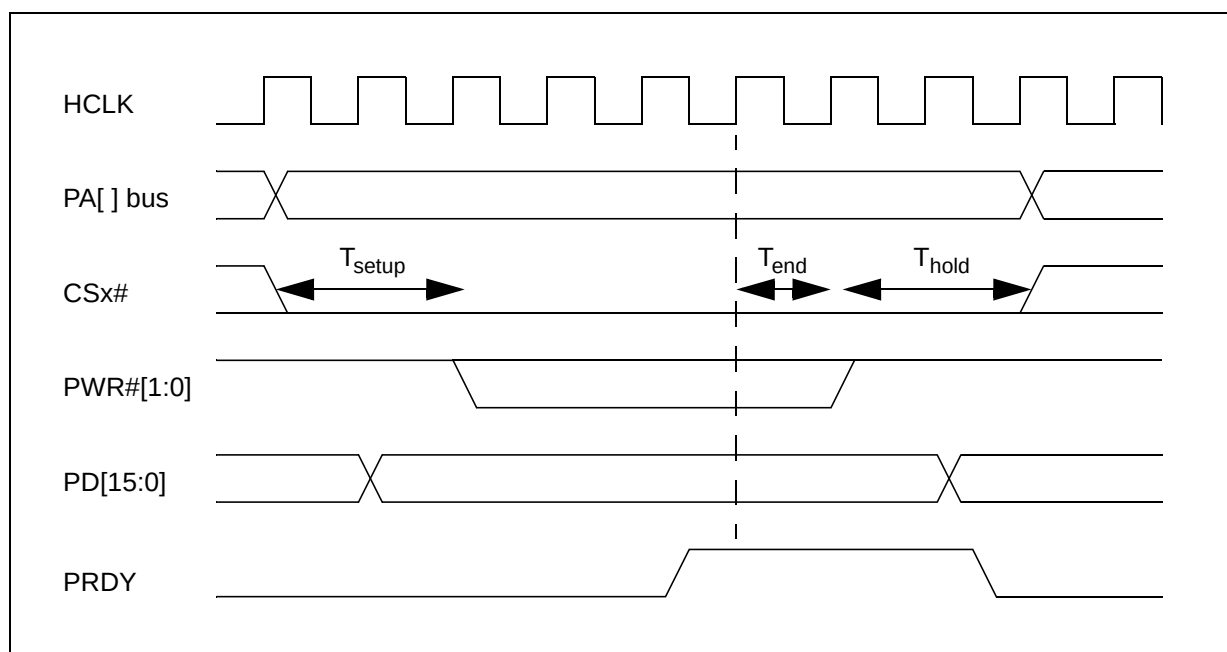 HCLK
PA[ ] bus
CSx#
Tsetup
Tend
Thold
PWR#[1:0]
PD[15:0]
PRDY